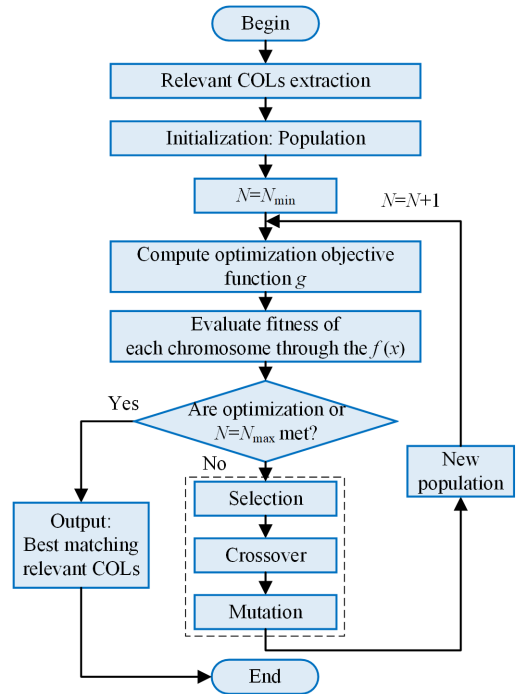 Begin
Relevant COLs extraction
Initialization: Population
N=Nmin
N=N+1
Compute optimization objective
function g
Evaluate fitness of
each chromosome through the f (x)
Are optimization or
N=Nmax met?
Yes
No
Selection
Crossover
Mutation
New
population
Output:
Best matching
relevant COLs
End